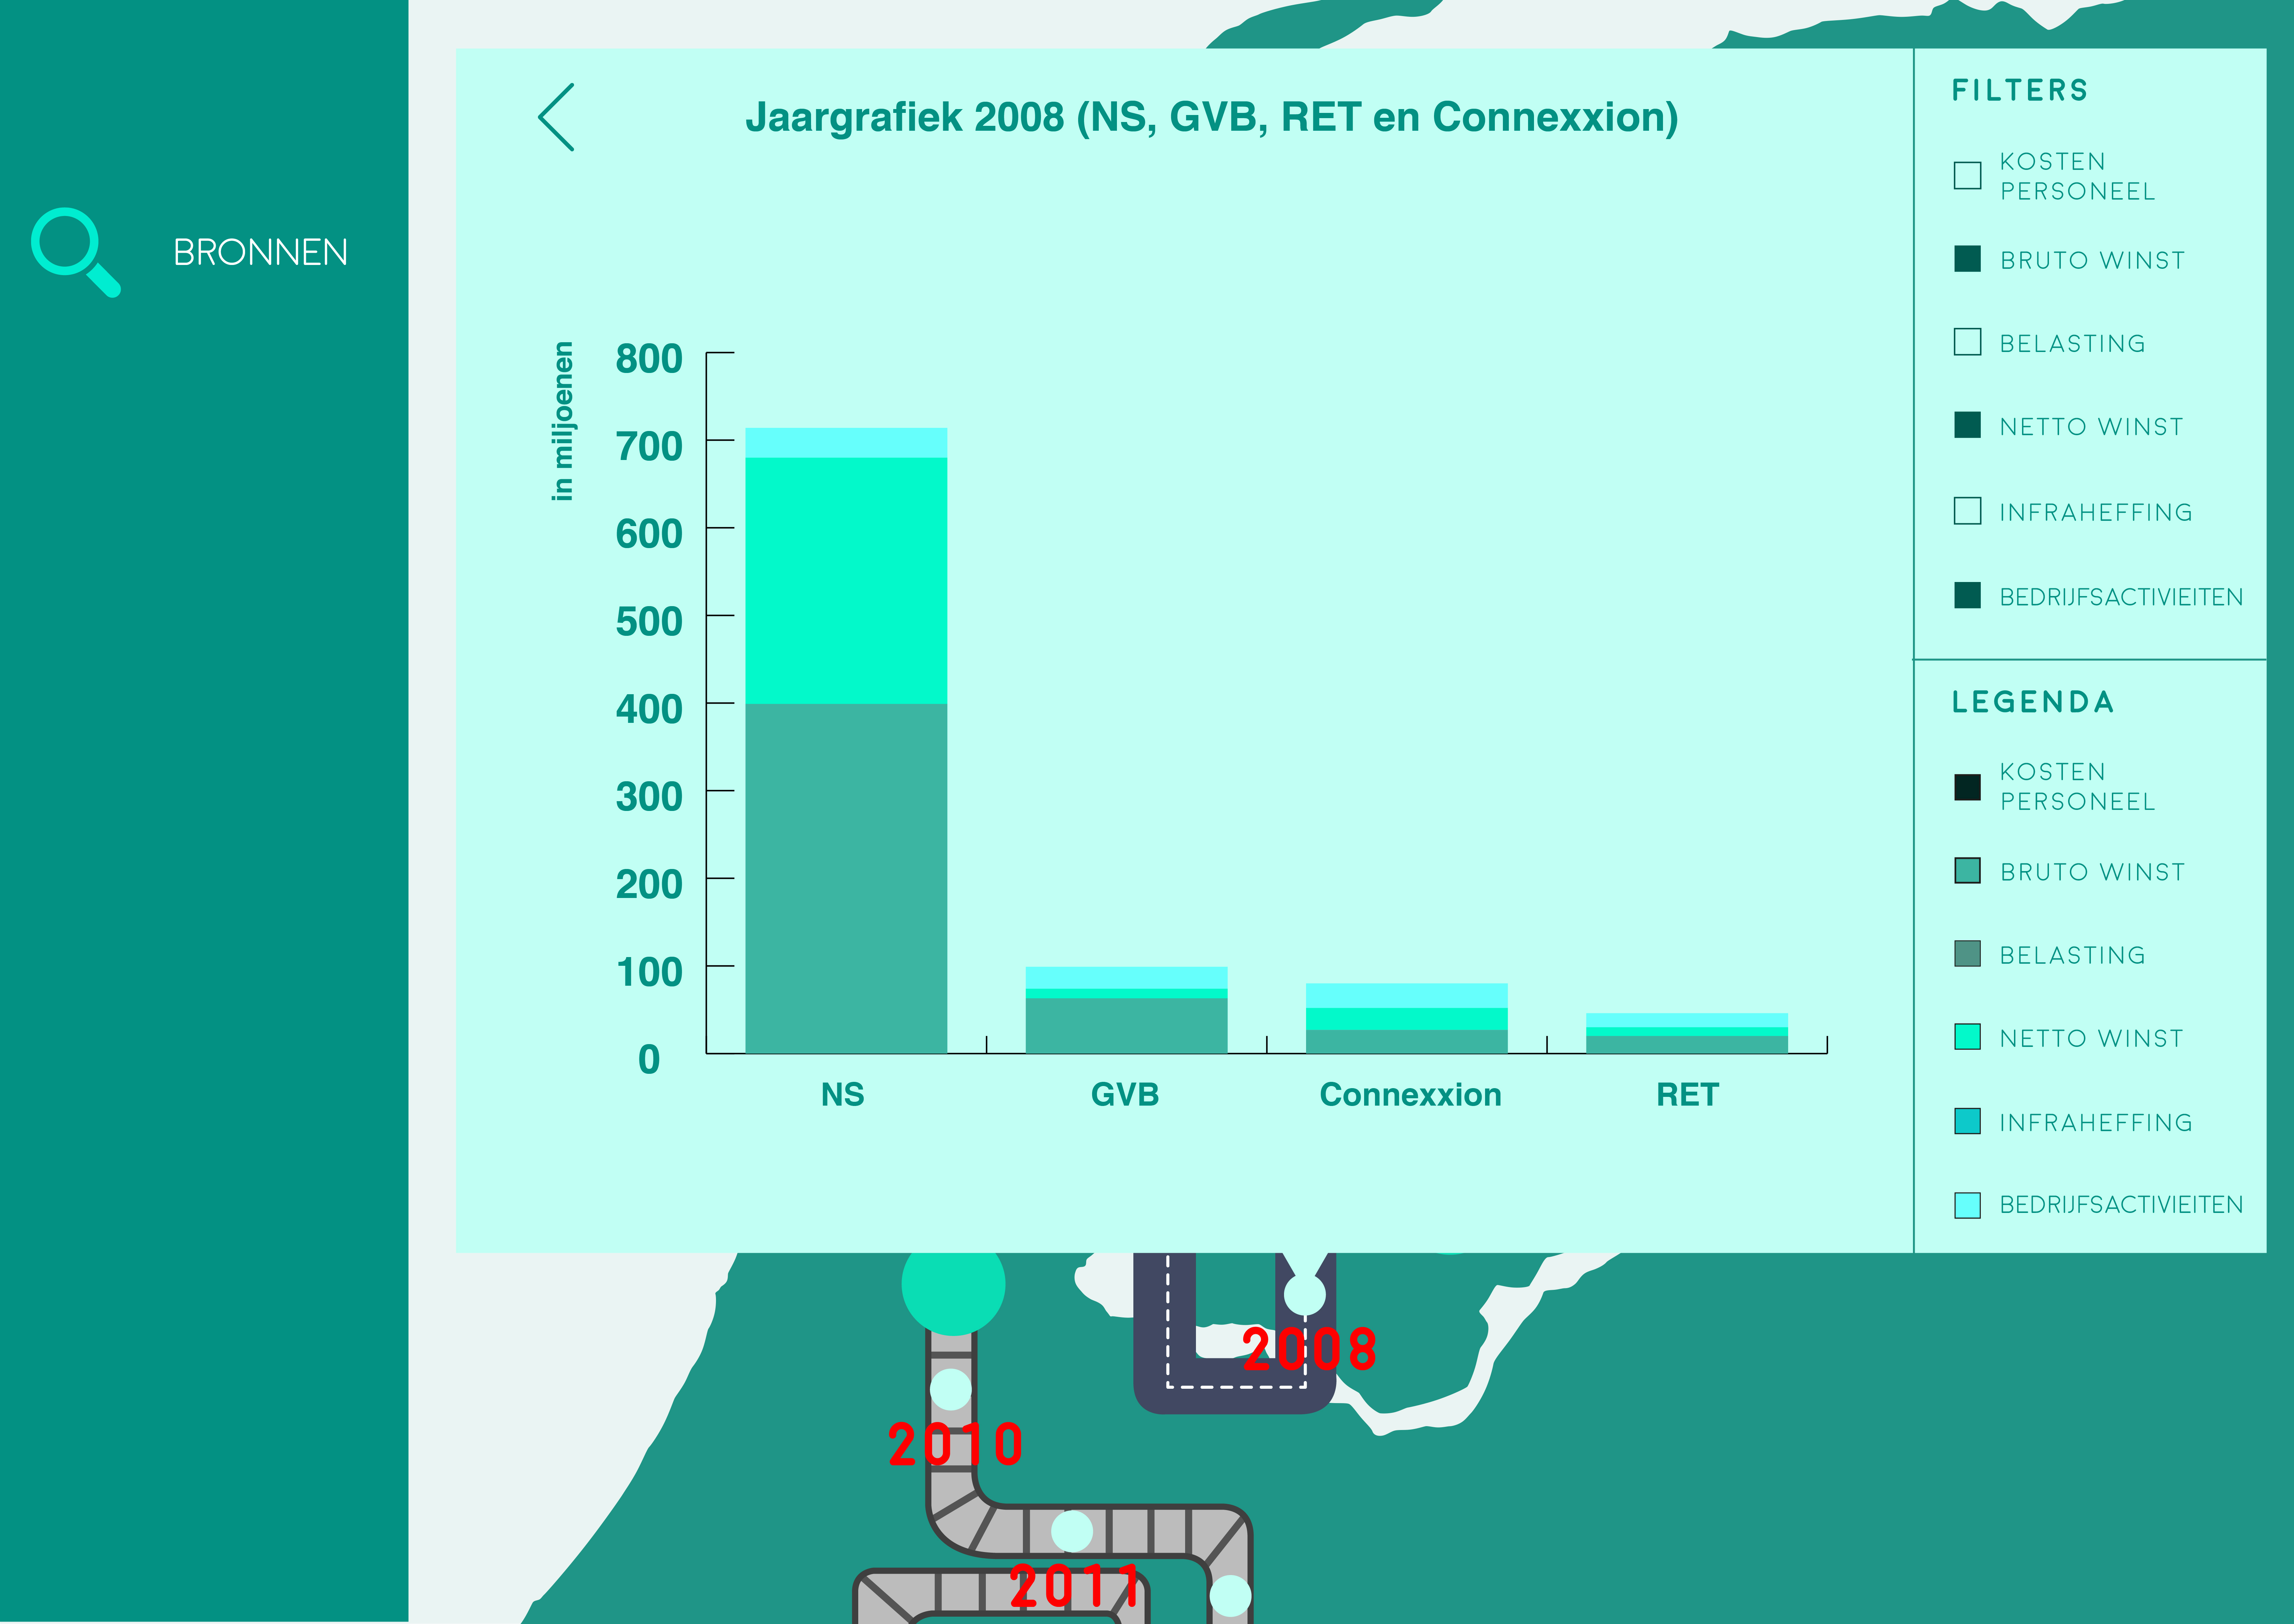 BRONNEN
Jaargrafiek 2008 (NS, GVB, RET en Connexxion)
in miljoenen
800
700
600
500
400
300
200
100
0
NS
GVB
Connexxion
RET
FILTERS
KOSTEN
PERSONEEL
BRUTO WINST
BELASTING
NETTO WINST
INFRAHEFFING
BEDRIJFSACTIVIEITEN
LEGENDA
KOSTEN
PERSONEEL
BRUTO WINST
BELASTING
NETTO WINST
INFRAHEFFING
BEDRIJFSACTIVIEITEN
2008
2010
2011